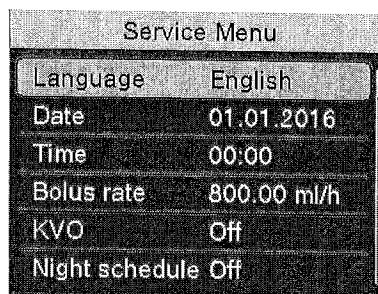 Service Menu
Language English
Date 01.01.2016
Time 00:00
Bolus rate 800.00 ml/h
KVO Off
Night schedule Off